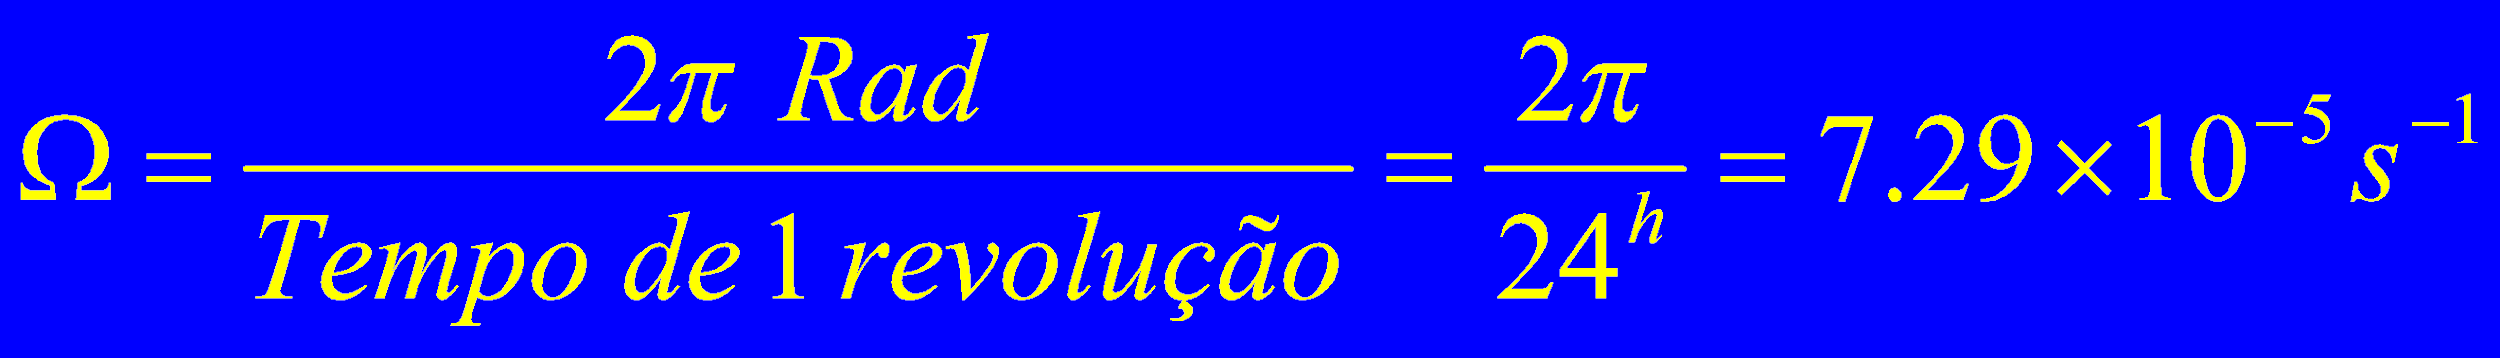 Ω = 2π Rad / Tempo de 1 revolução = 2π / 24^h = 7.29×10^−5 s^−1